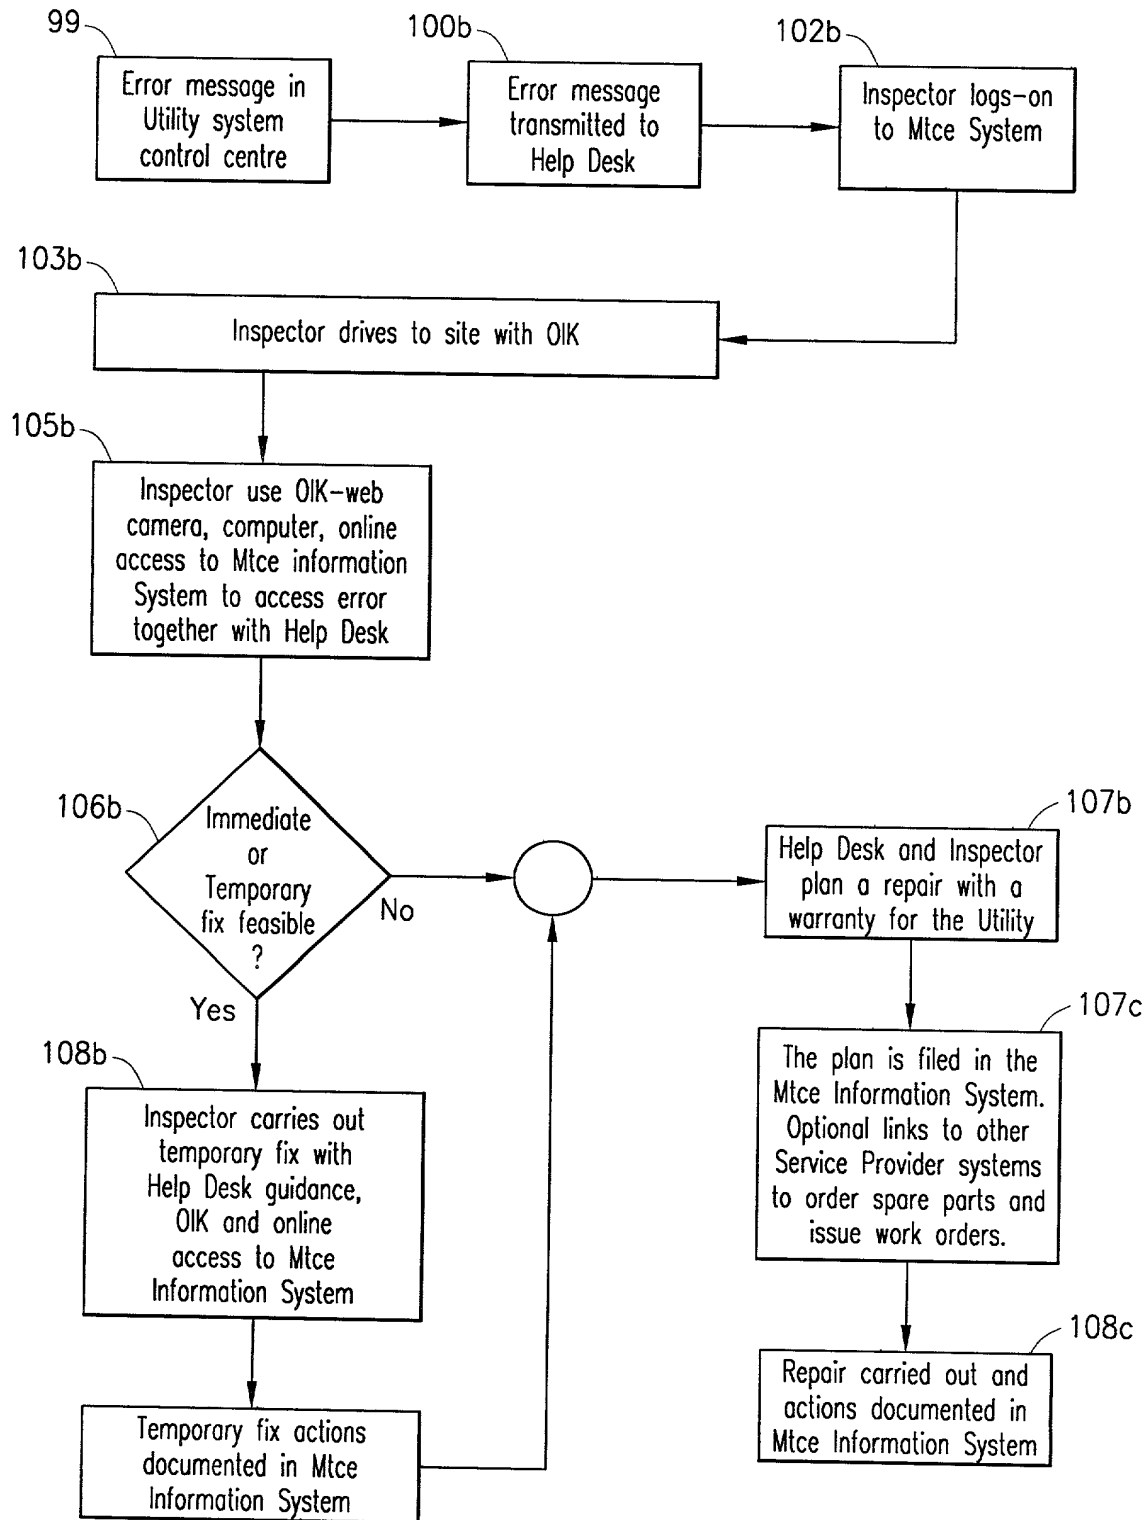 99
Error message in
Utility system
control centre
100b
Error message
transmitted to
Help Desk
102b
Inspector logs-on
to Mtce System
103b
Inspector drives to site with OIK
105b
Inspector use OIK-web
camera, computer, online
access to Mtce information
System to access error
together with Help Desk
106b
Immediate
or
Temporary
fix feasible
?
No
Yes
107b
Help Desk and Inspector
plan a repair with a
warranty for the Utility
107c
The plan is filed in the
Mtce Information System.
Optional links to other
Service Provider systems
to order spare parts and
issue work orders.
108b
Inspector carries out
temporary fix with
Help Desk guidance,
OIK and online
access to Mtce
Information System
108c
Repair carried out and
actions documented in
Mtce Information System
Temporary fix actions
documented in Mtce
Information System